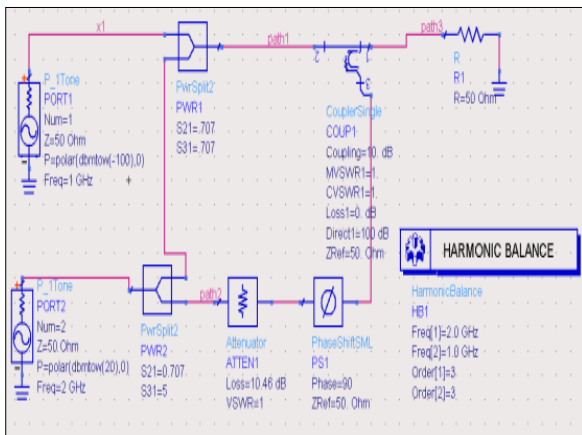 x1
path1
path3
2
1
3
P_1Tone
PORT1
Num=1
Z=50 Ohm
P=polar(dbmtow(-100),0)
Freq=1 GHz
PwrSplit2
PWR1
S21=.707
S31=.707
CouplerSingle
COUP1
Coupling=10. dB
MVSWR1=1.
CVSWR1=1.
Loss1=0. dB
Direct1=100 dB
ZRef=50. Ohm
R
R1
R=50 Ohm
HARMONIC BALANCE
HarmonicBalance
HB1
Freq[1]=2.0 GHz
Freq[2]=1.0 GHz
Order[1]=3
Order[2]=3
P_1Tone
PORT2
Num=2
Z=50 Ohm
P=polar(dbmtow(20),0)
Freq=2 GHz
PwrSplit2
PWR2
S21=0.707
S31=5
path2
Attenuator
ATTEN1
Loss=10.46 dB
VSWR=1
PhaseShiftSML
PS1
Phase=90
ZRef=50. Ohm